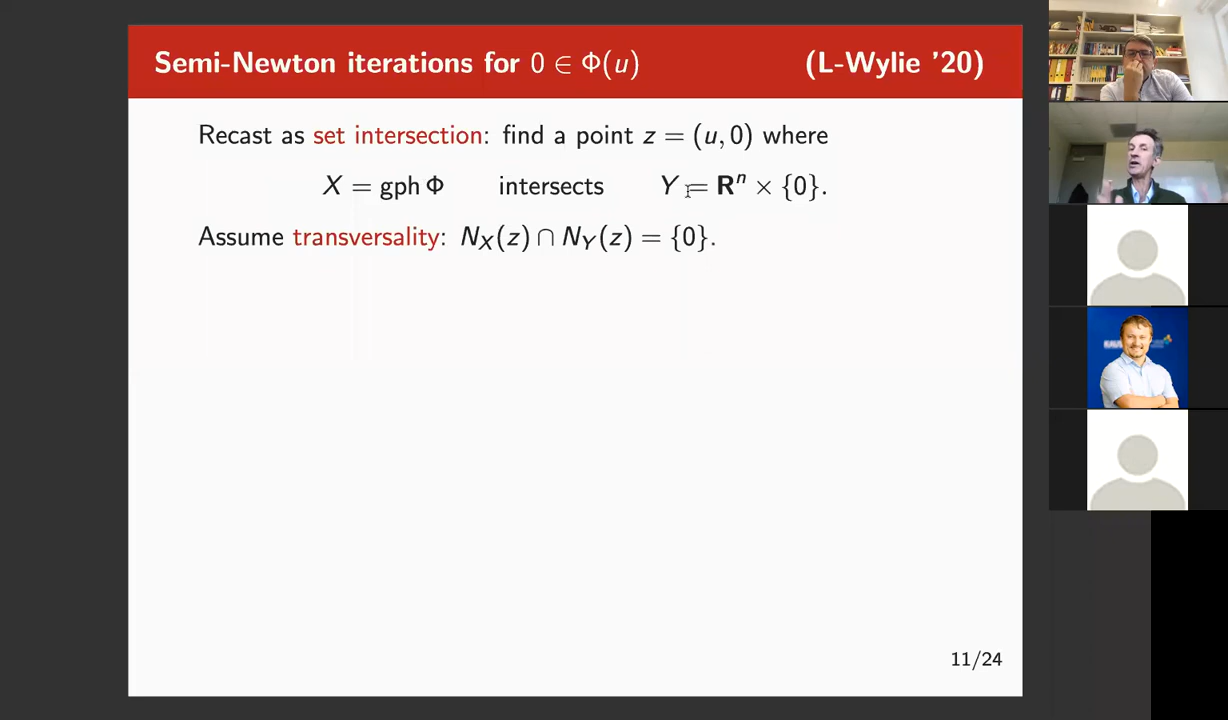 Semi-Newton iterations for 0 ∈ Φ(u) (L-Wylie '20)
Recast as set intersection: find a point z = (u, 0) where
X = gph Φ intersects Y = Rⁿ × {0}.
Assume transversality: N_X(z) ∩ N_Y(z) = {0}.
11/24